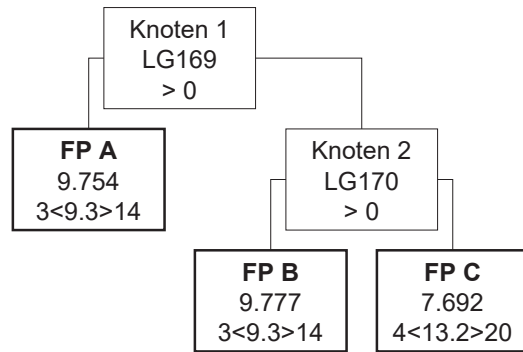 Knoten 1
LG169
> 0
FP A
9.754
3<9.3>14
Knoten 2
LG170
> 0
FP B
9.777
3<9.3>14
FP C
7.692
4<13.2>20